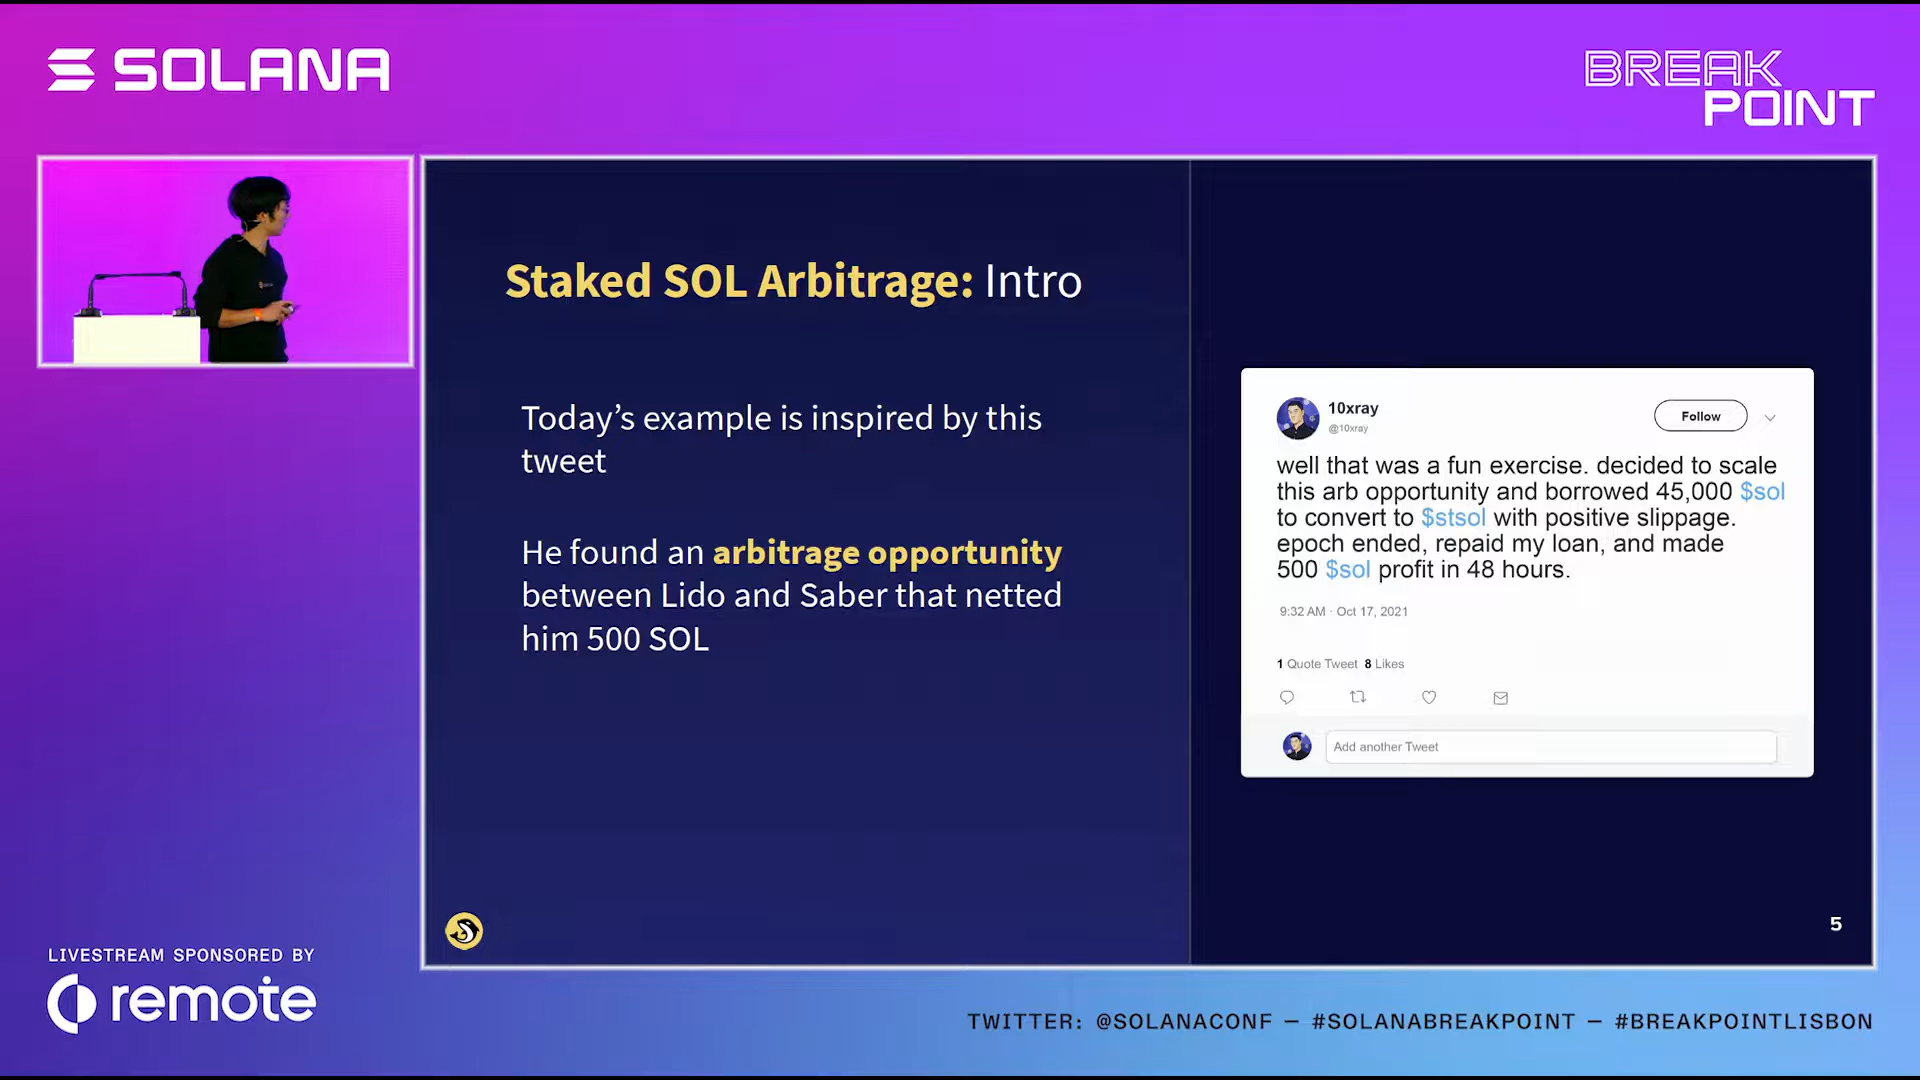 SOLANA
BREAK
POINT
Staked SOL Arbitrage: Intro
Today’s example is inspired by this
tweet
He found an arbitrage opportunity
between Lido and Saber that netted
him 500 SOL
10xray
@10xray
Follow
well that was a fun exercise. decided to scale
this arb opportunity and borrowed 45,000 $sol
to convert to $stsol with positive slippage.
epoch ended, repaid my loan, and made
500 $sol profit in 48 hours.
9:32 AM · Oct 17, 2021
1 Quote Tweet 8 Likes
Add another Tweet
5
LIVESTREAM SPONSORED BY
remote
TWITTER: @SOLANACONF — #SOLANABREAKPOINT — #BREAKPOINTLISBON